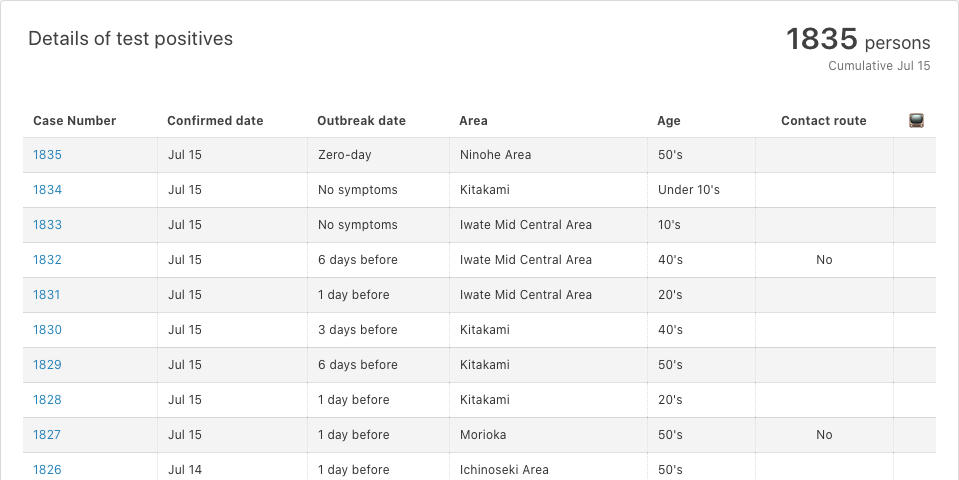 Details of test positives
1835 persons
Cumulative Jul 15
Case Number Confirmed date Outbreak date Area Age Contact route
1835 Jul 15 Zero-day Ninohe Area 50's
1834 Jul 15 No symptoms Kitakami Under 10's
1833 Jul 15 No symptoms Iwate Mid Central Area 10's
1832 Jul 15 6 days before Iwate Mid Central Area 40's No
1831 Jul 15 1 day before Iwate Mid Central Area 20's
1830 Jul 15 3 days before Kitakami 40's
1829 Jul 15 6 days before Kitakami 50's
1828 Jul 15 1 day before Kitakami 20's
1827 Jul 15 1 day before Morioka 50's No
1826 Jul 14 1 day before Ichinoseki Area 50's